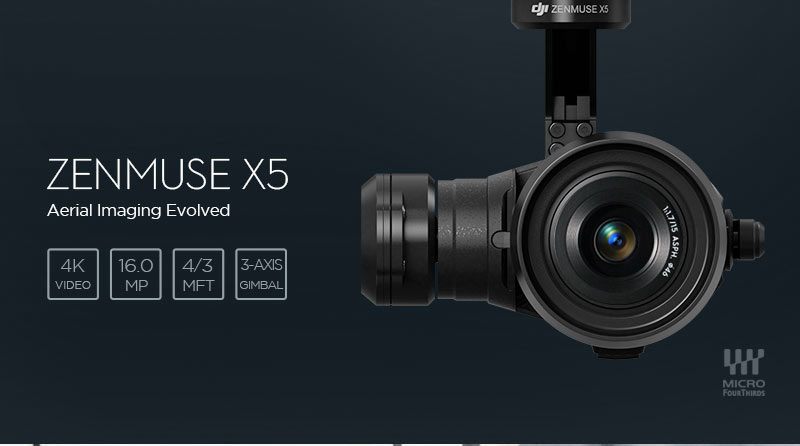 dji ZENMUSE X5
ZENMUSE X5
Aerial Imaging Evolved
4K
VIDEO
16.0
MP
4/3
MFT
3-AXIS
GIMBAL
1:1.7/15 ASPH. ø46
MICRO
FOURTHIRDS